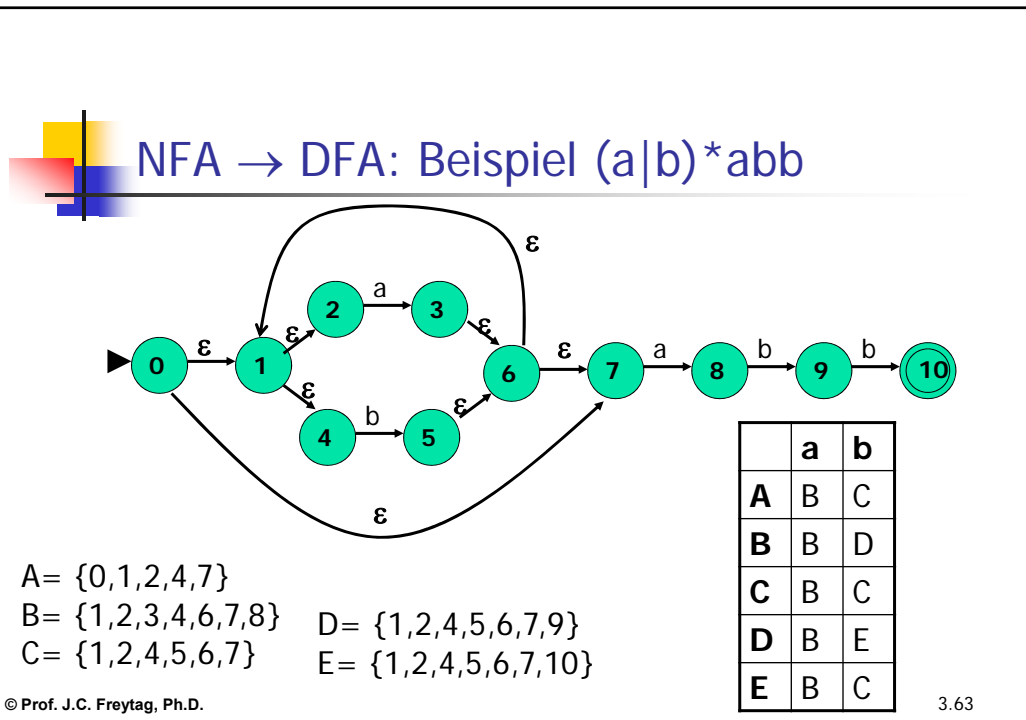 NFA → DFA: Beispiel (a|b)*abb
ε
2 a 3
ε ε
0 ε 1 6 ε 7 a 8 b 9 b 10
ε ε
4 b 5
ε
a b
A B C
B B D
C B C
D B E
E B C
A= {0,1,2,4,7}
B= {1,2,3,4,6,7,8}
C= {1,2,4,5,6,7}
D= {1,2,4,5,6,7,9}
E= {1,2,4,5,6,7,10}
© Prof. J.C. Freytag, Ph.D.
3.63